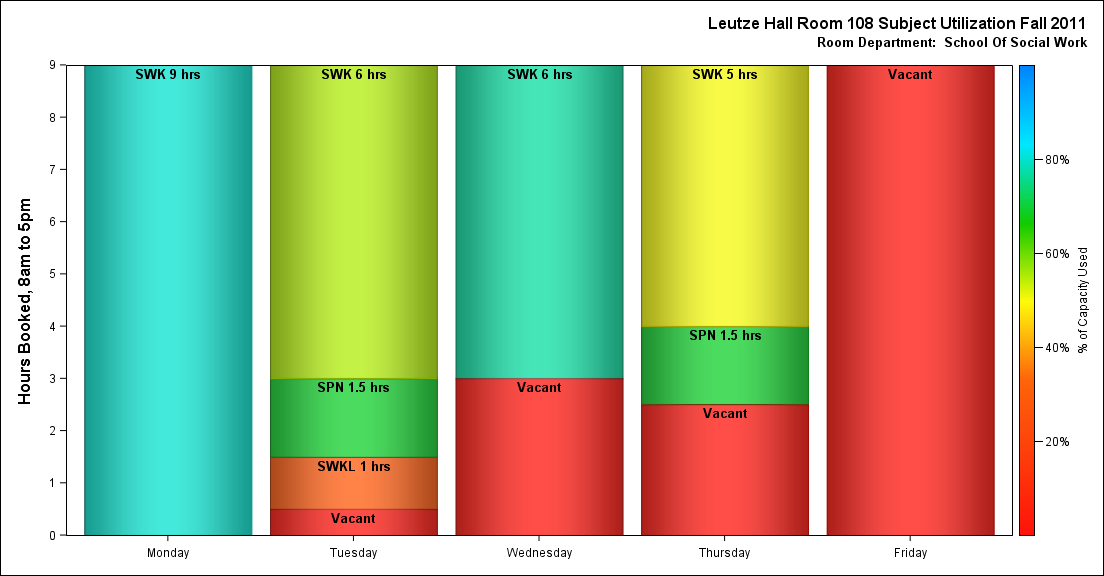 Leutze Hall Room 108 Subject Utilization Fall 2011
Room Department: School Of Social Work
Hours Booked, 8am to 5pm
9
8
7
6
5
4
3
2
1
0
SWK 9 hrs
SWK 6 hrs
SPN 1.5 hrs
SWKL 1 hrs
Vacant
SWK 6 hrs
Vacant
SWK 5 hrs
SPN 1.5 hrs
Vacant
Vacant
Monday
Tuesday
Wednesday
Thursday
Friday
80%
60%
40%
20%
% of Capacity Used